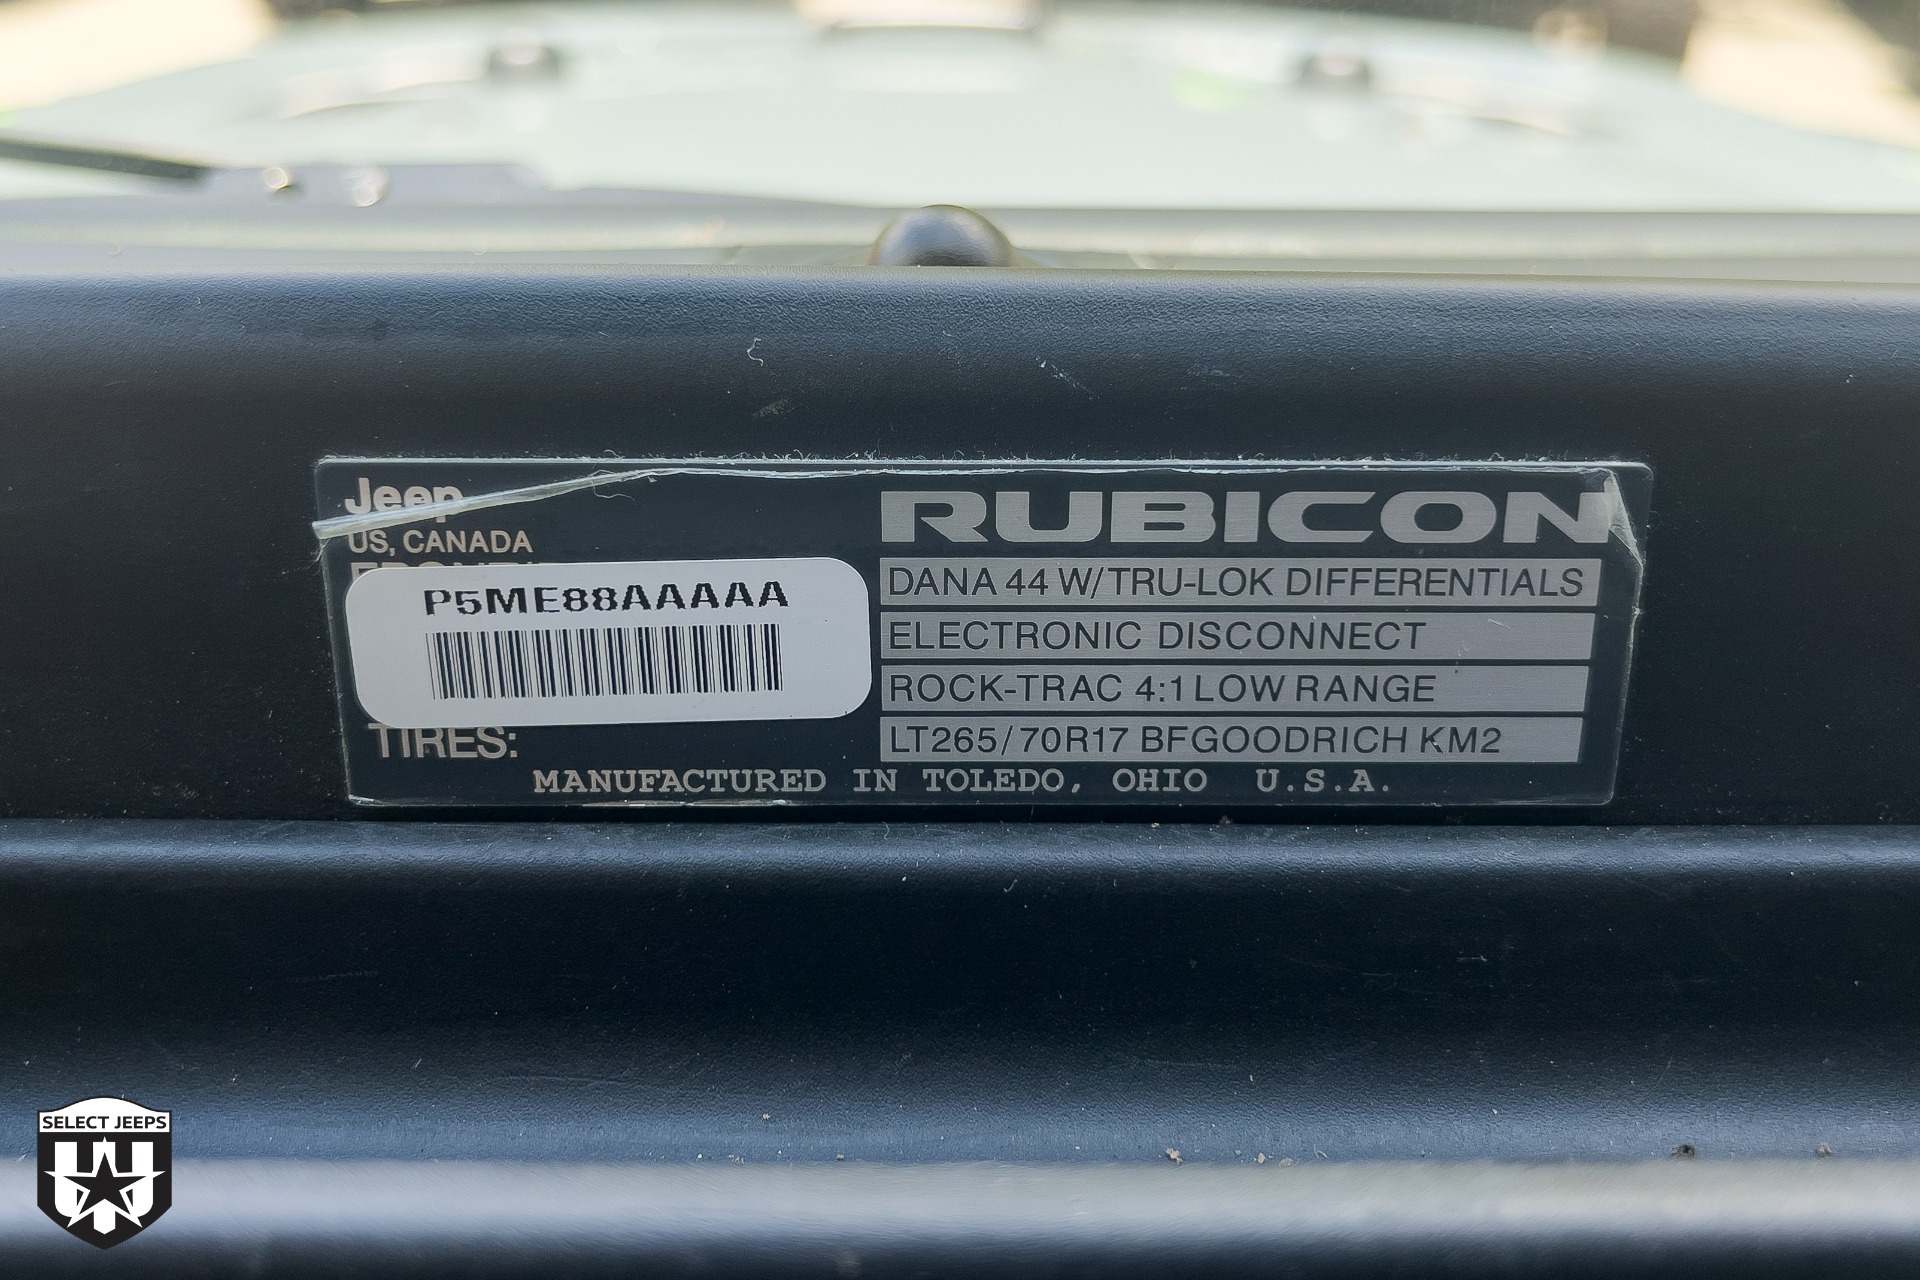 Jeep
US, CANADA
P5ME88AAAAA
TIRES:
RUBICON
DANA 44 W/TRU-LOK DIFFERENTIALS
ELECTRONIC DISCONNECT
ROCK-TRAC 4:1 LOW RANGE
LT265/70R17 BFGOODRICH KM2
MANUFACTURED IN TOLEDO, OHIO U.S.A.
SELECT JEEPS